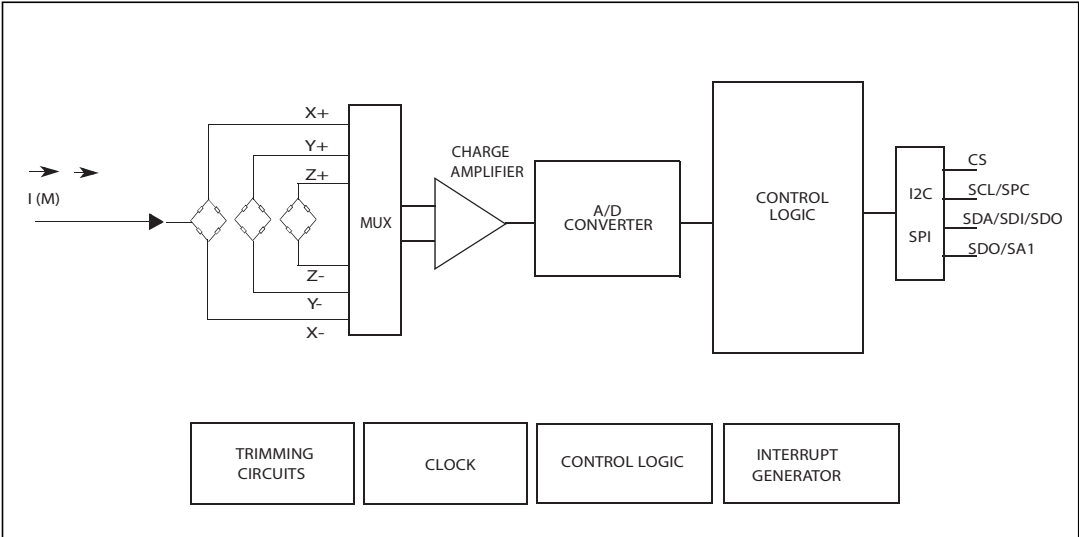 X+
Y+
Z+
I (M)
Z-
Y-
X-
MUX
CHARGE
AMPLIFIER
A/D
CONVERTER
CONTROL
LOGIC
I2C
SPI
CS
SCL/SPC
SDA/SDI/SDO
SDO/SA1
TRIMMING
CIRCUITS
CLOCK
CONTROL LOGIC
INTERRUPT
GENERATOR